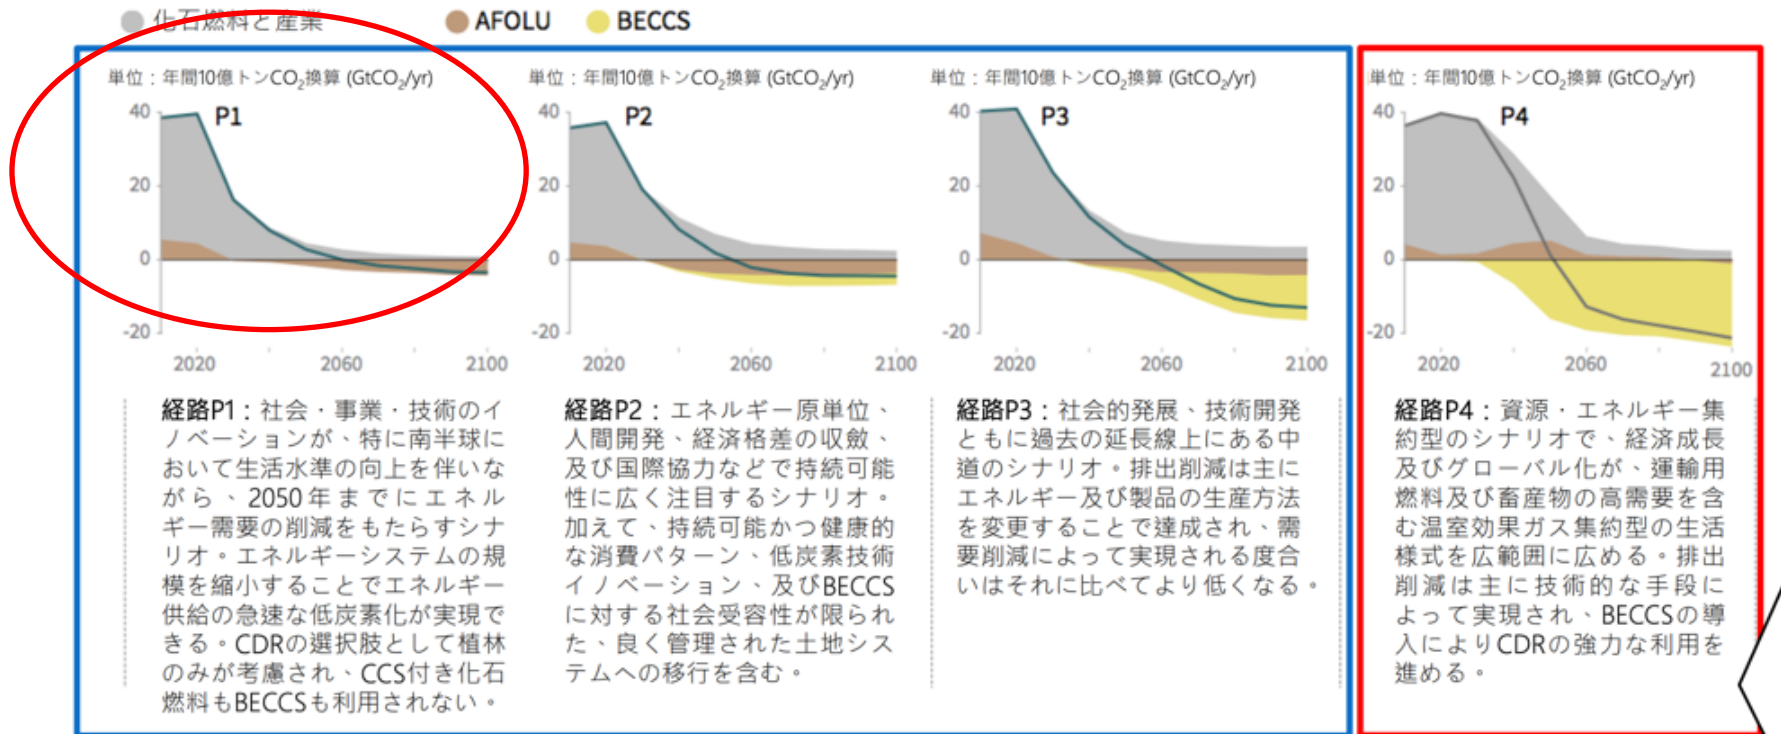 化石燃料と産業 AFOLU BECCS
単位：年間10億トンCO₂換算 (GtCO₂/yr)
40
P1
20
0
-20
2020 2060 2100
経路P1：社会・事業・技術のイ
ノベーションが、特に南半球に
おいて生活水準の向上を伴いな
がら、2050年までにエネル
ギー需要の削減をもたらすシナ
リオ。エネルギーシステムの規
模を縮小することでエネルギー
供給の急速な低炭素化が実現で
きる。CDRの選択肢として植林
のみが考慮され、CCS付き化石
燃料もBECCSも利用されない。
単位：年間10億トンCO₂換算 (GtCO₂/yr)
40
P2
20
0
-20
2020 2060 2100
経路P2：エネルギー原単位、
人間開発、経済格差の収斂、
及び国際協力などで持続可能
性に広く注目するシナリオ。
加えて、持続可能かつ健康的
な消費パターン、低炭素技術
イノベーション、及びBECCS
に対する社会受容性が限られ
た、良く管理された土地シス
テムへの移行を含む。
単位：年間10億トンCO₂換算 (GtCO₂/yr)
40
P3
20
0
-20
2020 2060 2100
経路P3：社会的発展、技術開発
ともに過去の延長線上にある中
道のシナリオ。排出削減は主に
エネルギー及び製品の生産方法
を変更することで達成され、需
要削減によって実現される度合
いはそれに比べてより低くなる。
単位：年間10億トンCO₂換算 (GtCO₂/yr)
40
P4
20
0
-20
2020 2060 2100
経路P4：資源・エネルギー集
約型のシナリオで、経済成長
及びグローバル化が、運輸用
燃料及び畜産物の高需要を含
む温室効果ガス集約型の生活
様式を広範囲に広める。排出
削減は主に技術的な手段に
よって実現され、BECCSの導
入によりCDRの強力な利用を
進める。